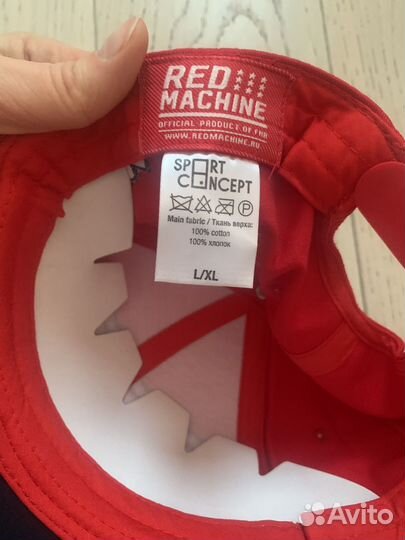 RED
MACHINE
OFFICIAL PRODUCT OF FHR
WWW.REDMACHINE.RU
SPORT
CONCEPT
Main fabric / Ткань верха:
100% cotton
100% хлопок
L/XL
Avito